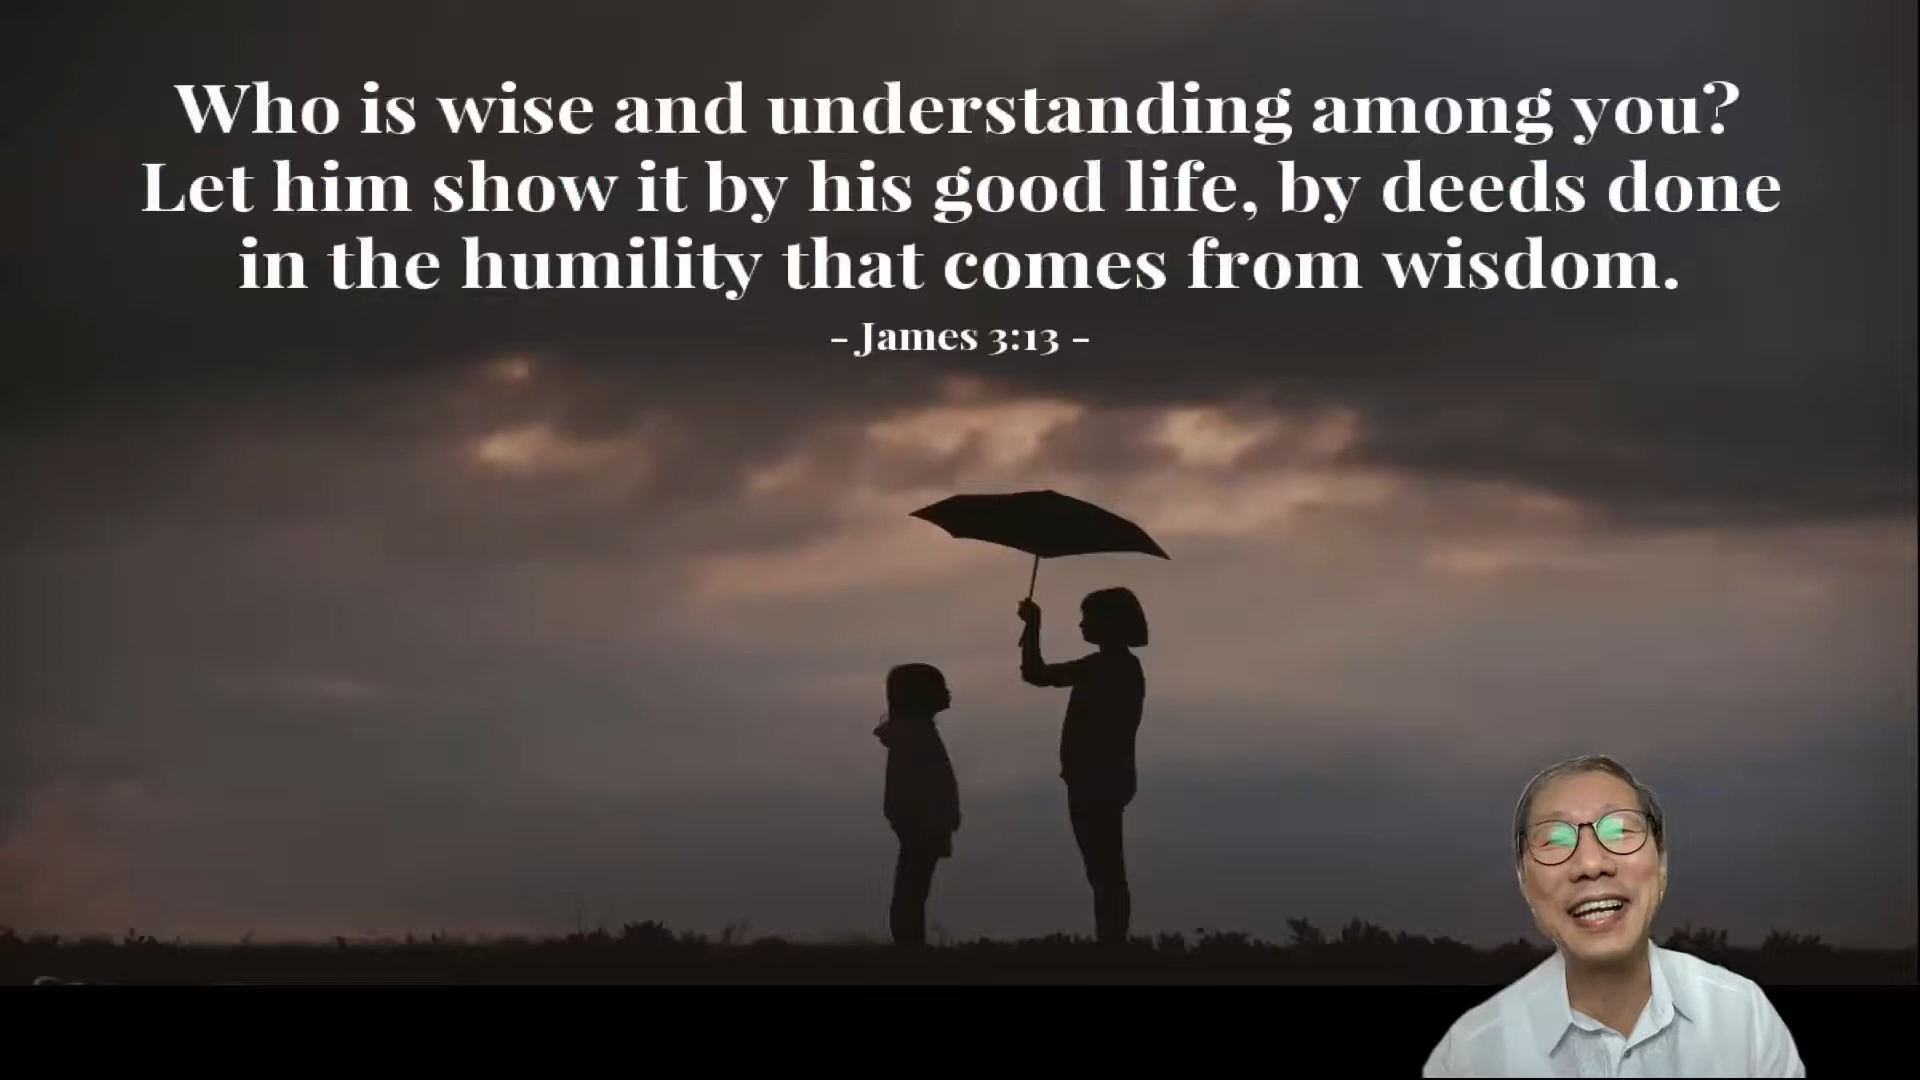 Who is wise and understanding among you?
Let him show it by his good life, by deeds done
in the humility that comes from wisdom.
- James 3:13 -